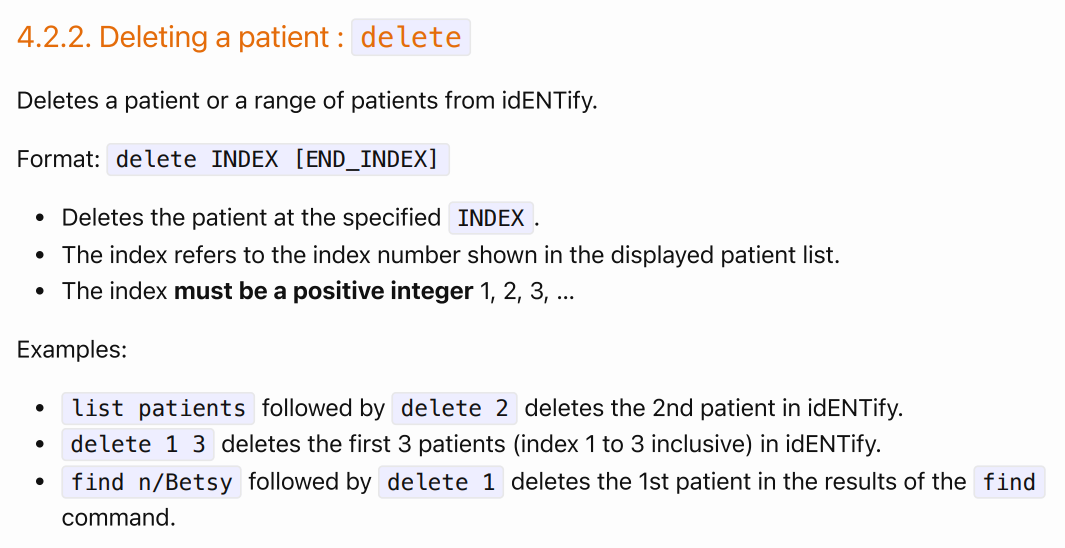 4.2.2. Deleting a patient : delete
Deletes a patient or a range of patients from idENTify.
Format: delete INDEX [END_INDEX]
• Deletes the patient at the specified INDEX .
• The index refers to the index number shown in the displayed patient list.
• The index must be a positive integer 1, 2, 3, …
Examples:
• list patients followed by delete 2 deletes the 2nd patient in idENTify.
• delete 1 3 deletes the first 3 patients (index 1 to 3 inclusive) in idENTify.
• find n/Betsy followed by delete 1 deletes the 1st patient in the results of the find
command.